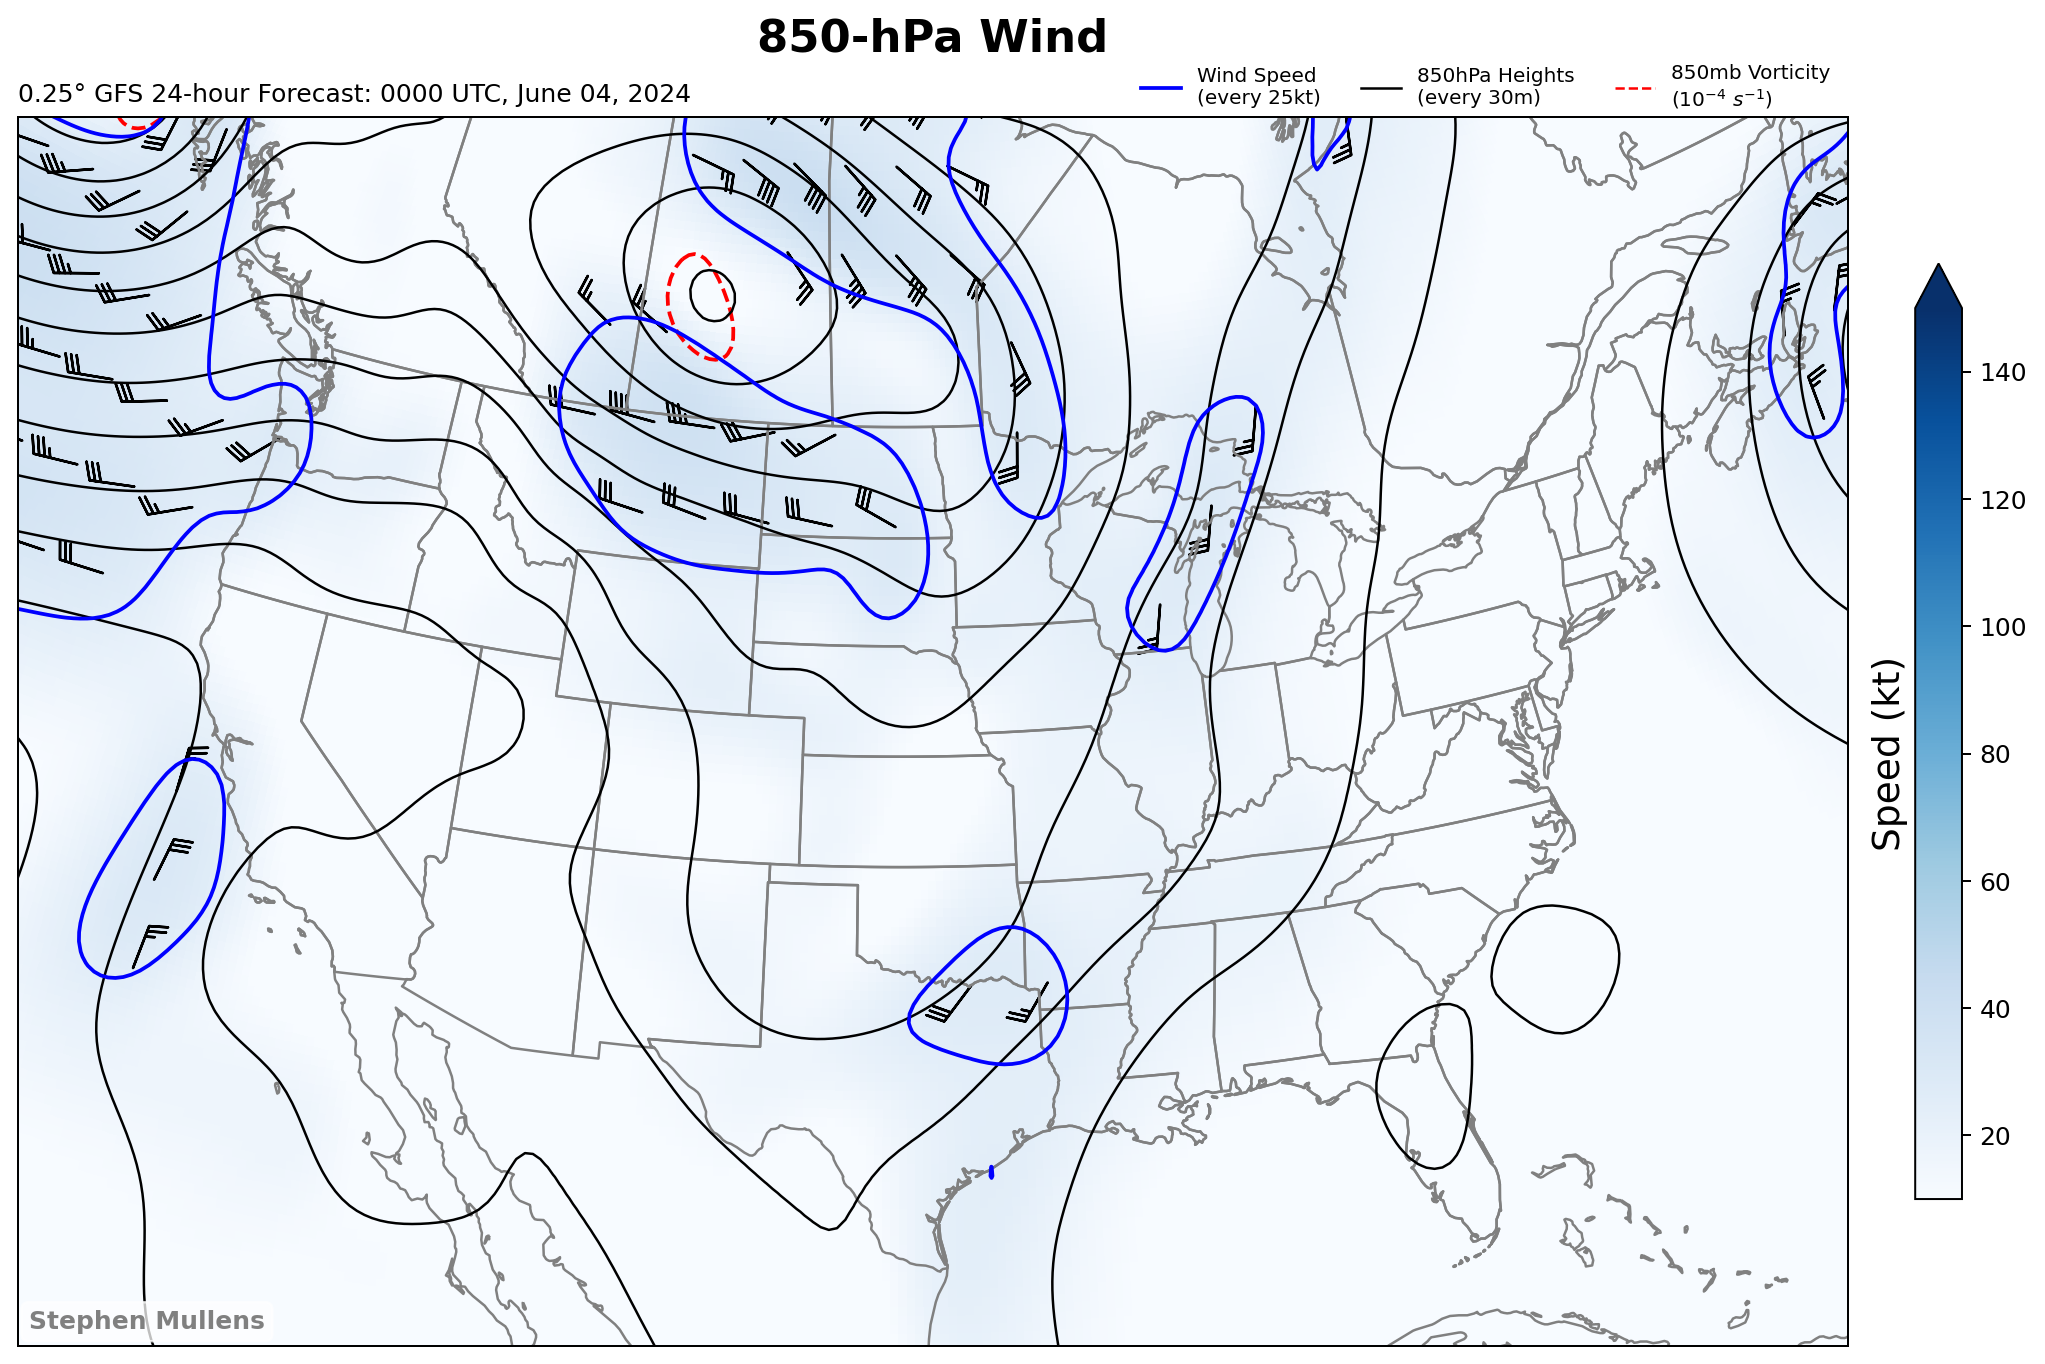 850-hPa Wind
0.25° GFS 24-hour Forecast: 0000 UTC, June 04, 2024
Wind Speed
(every 25kt)
850hPa Heights
(every 30m)
850mb Vorticity
(10⁻⁴ s⁻¹)
140
120
100
80
60
40
20
Speed (kt)
Stephen Mullens